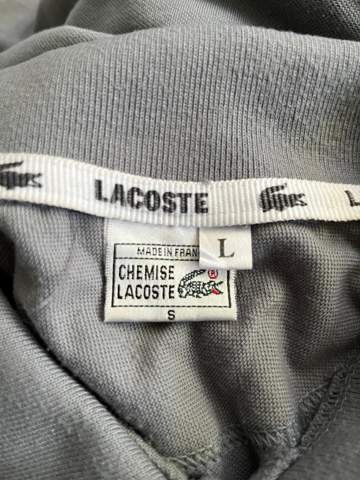 LACOSTE L
MADE IN FRAN
L
CHEMISE
LACOSTE ®
S